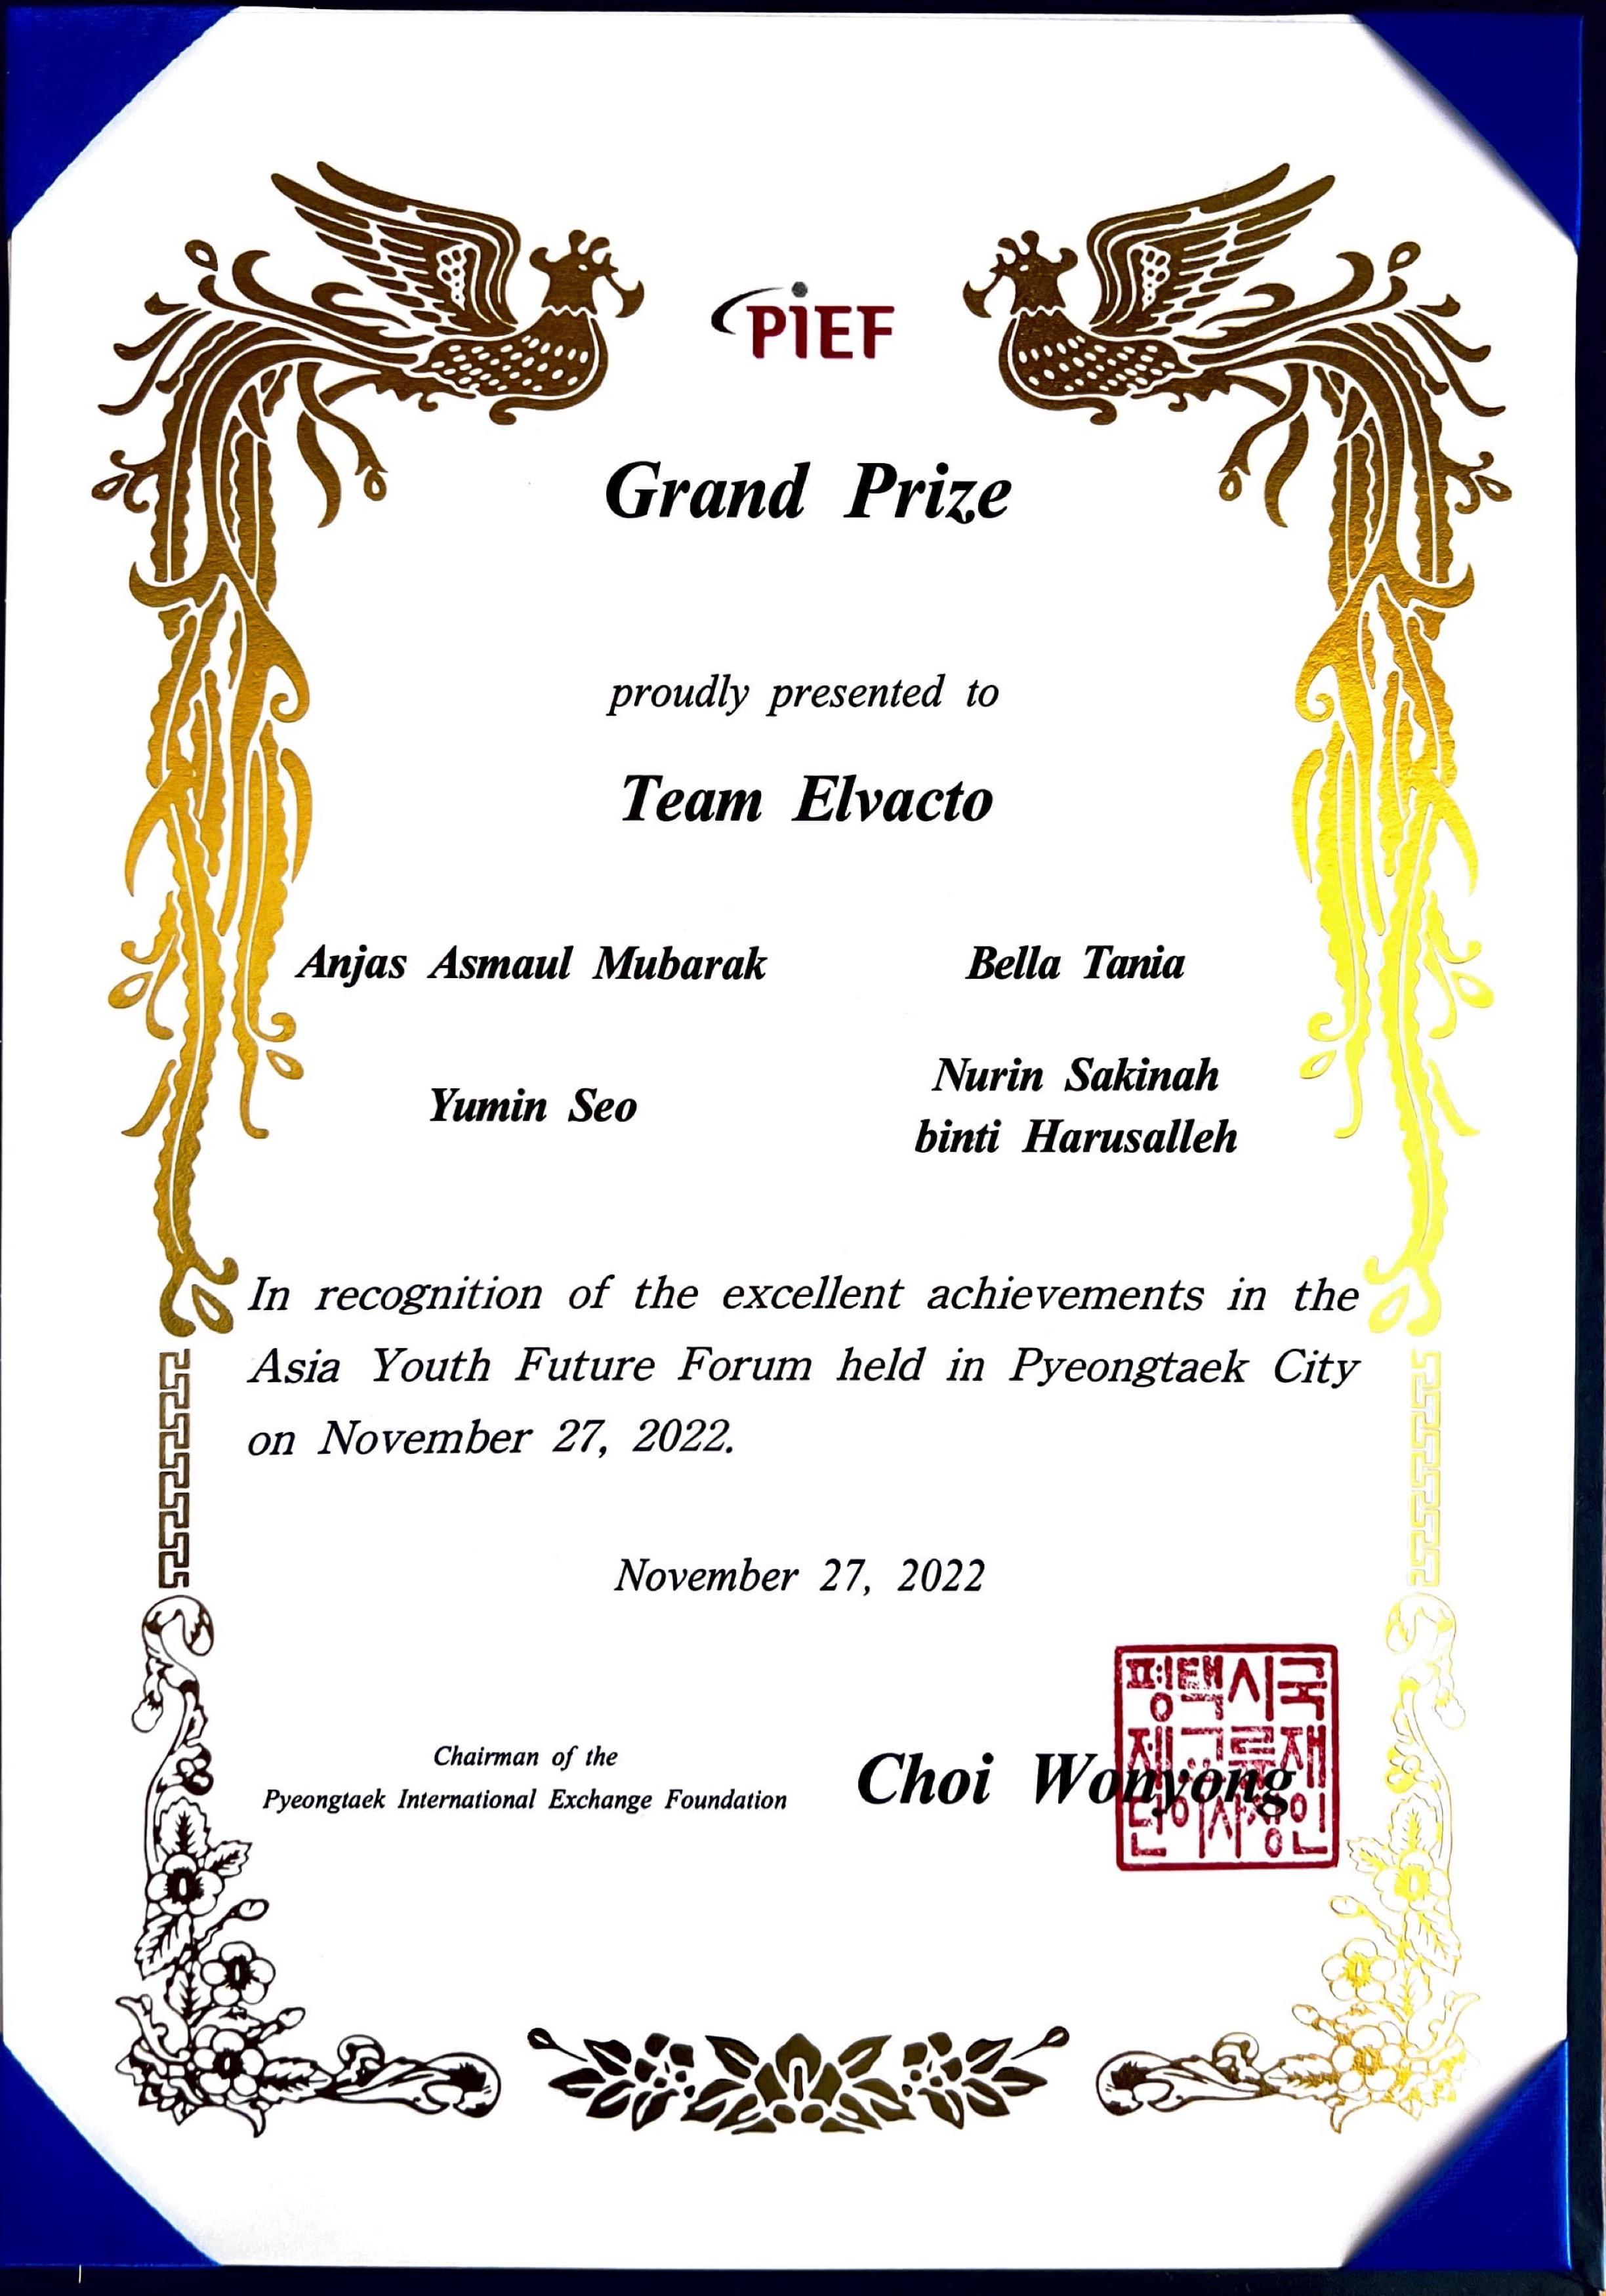 PIEF
Grand Prize
proudly presented to
Team Elvacto
Anjas Asmaul Mubarak
Bella Tania
Yumin Seo
Nurin Sakinah
binti Harusalleh
In recognition of the excellent achievements in the
Asia Youth Future Forum held in Pyeongtaek City
on November 27, 2022.
November 27, 2022
Chairman of the
Pyeongtaek International Exchange Foundation
Choi Wonyong
평택시국
제교류재
단이사장인